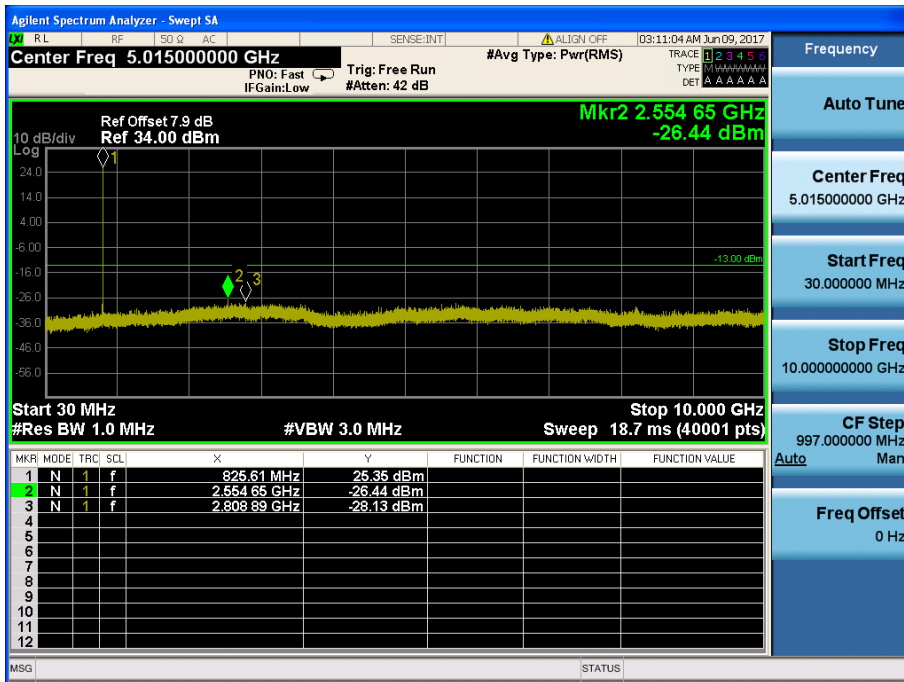 Agilent Spectrum Analyzer - Swept SA
LXI RL RF 50 Ω AC SENSE:INT ALIGN OFF 03:11:04 AM Jun 09, 2017
Center Freq 5.015000000 GHz #Avg Type: Pwr(RMS) TRACE 1 2 3 4 5 6
PNO: Fast Trig: Free Run TYPE M WWWWW
IFGain:Low #Atten: 42 dB DET A A A A A A
Frequency
Mkr2 2.554 65 GHz
Ref Offset 7.9 dB
-26.44 dBm
10 dB/div Ref 34.00 dBm
Log
1
24.0
14.0
4.00
-6.00
-13.00 dBm
-16.0
2 3
-26.0
-36.0
-46.0
-56.0
Start 30 MHz Stop 10.000 GHz
#Res BW 1.0 MHz #VBW 3.0 MHz Sweep 18.7 ms (40001 pts)
MKR MODE TRC SCL X Y FUNCTION FUNCTION WIDTH FUNCTION VALUE
1 N 1 f 825.61 MHz 25.35 dBm
2 N 1 f 2.554 65 GHz -26.44 dBm
3 N 1 f 2.808 89 GHz -28.13 dBm
4
5
6
7
8
9
10
11
12
MSG STATUS
Auto Tune
Center Freq
5.015000000 GHz
Start Freq
30.000000 MHz
Stop Freq
10.000000000 GHz
CF Step
997.000000 MHz
Auto Man
Freq Offset
0 Hz